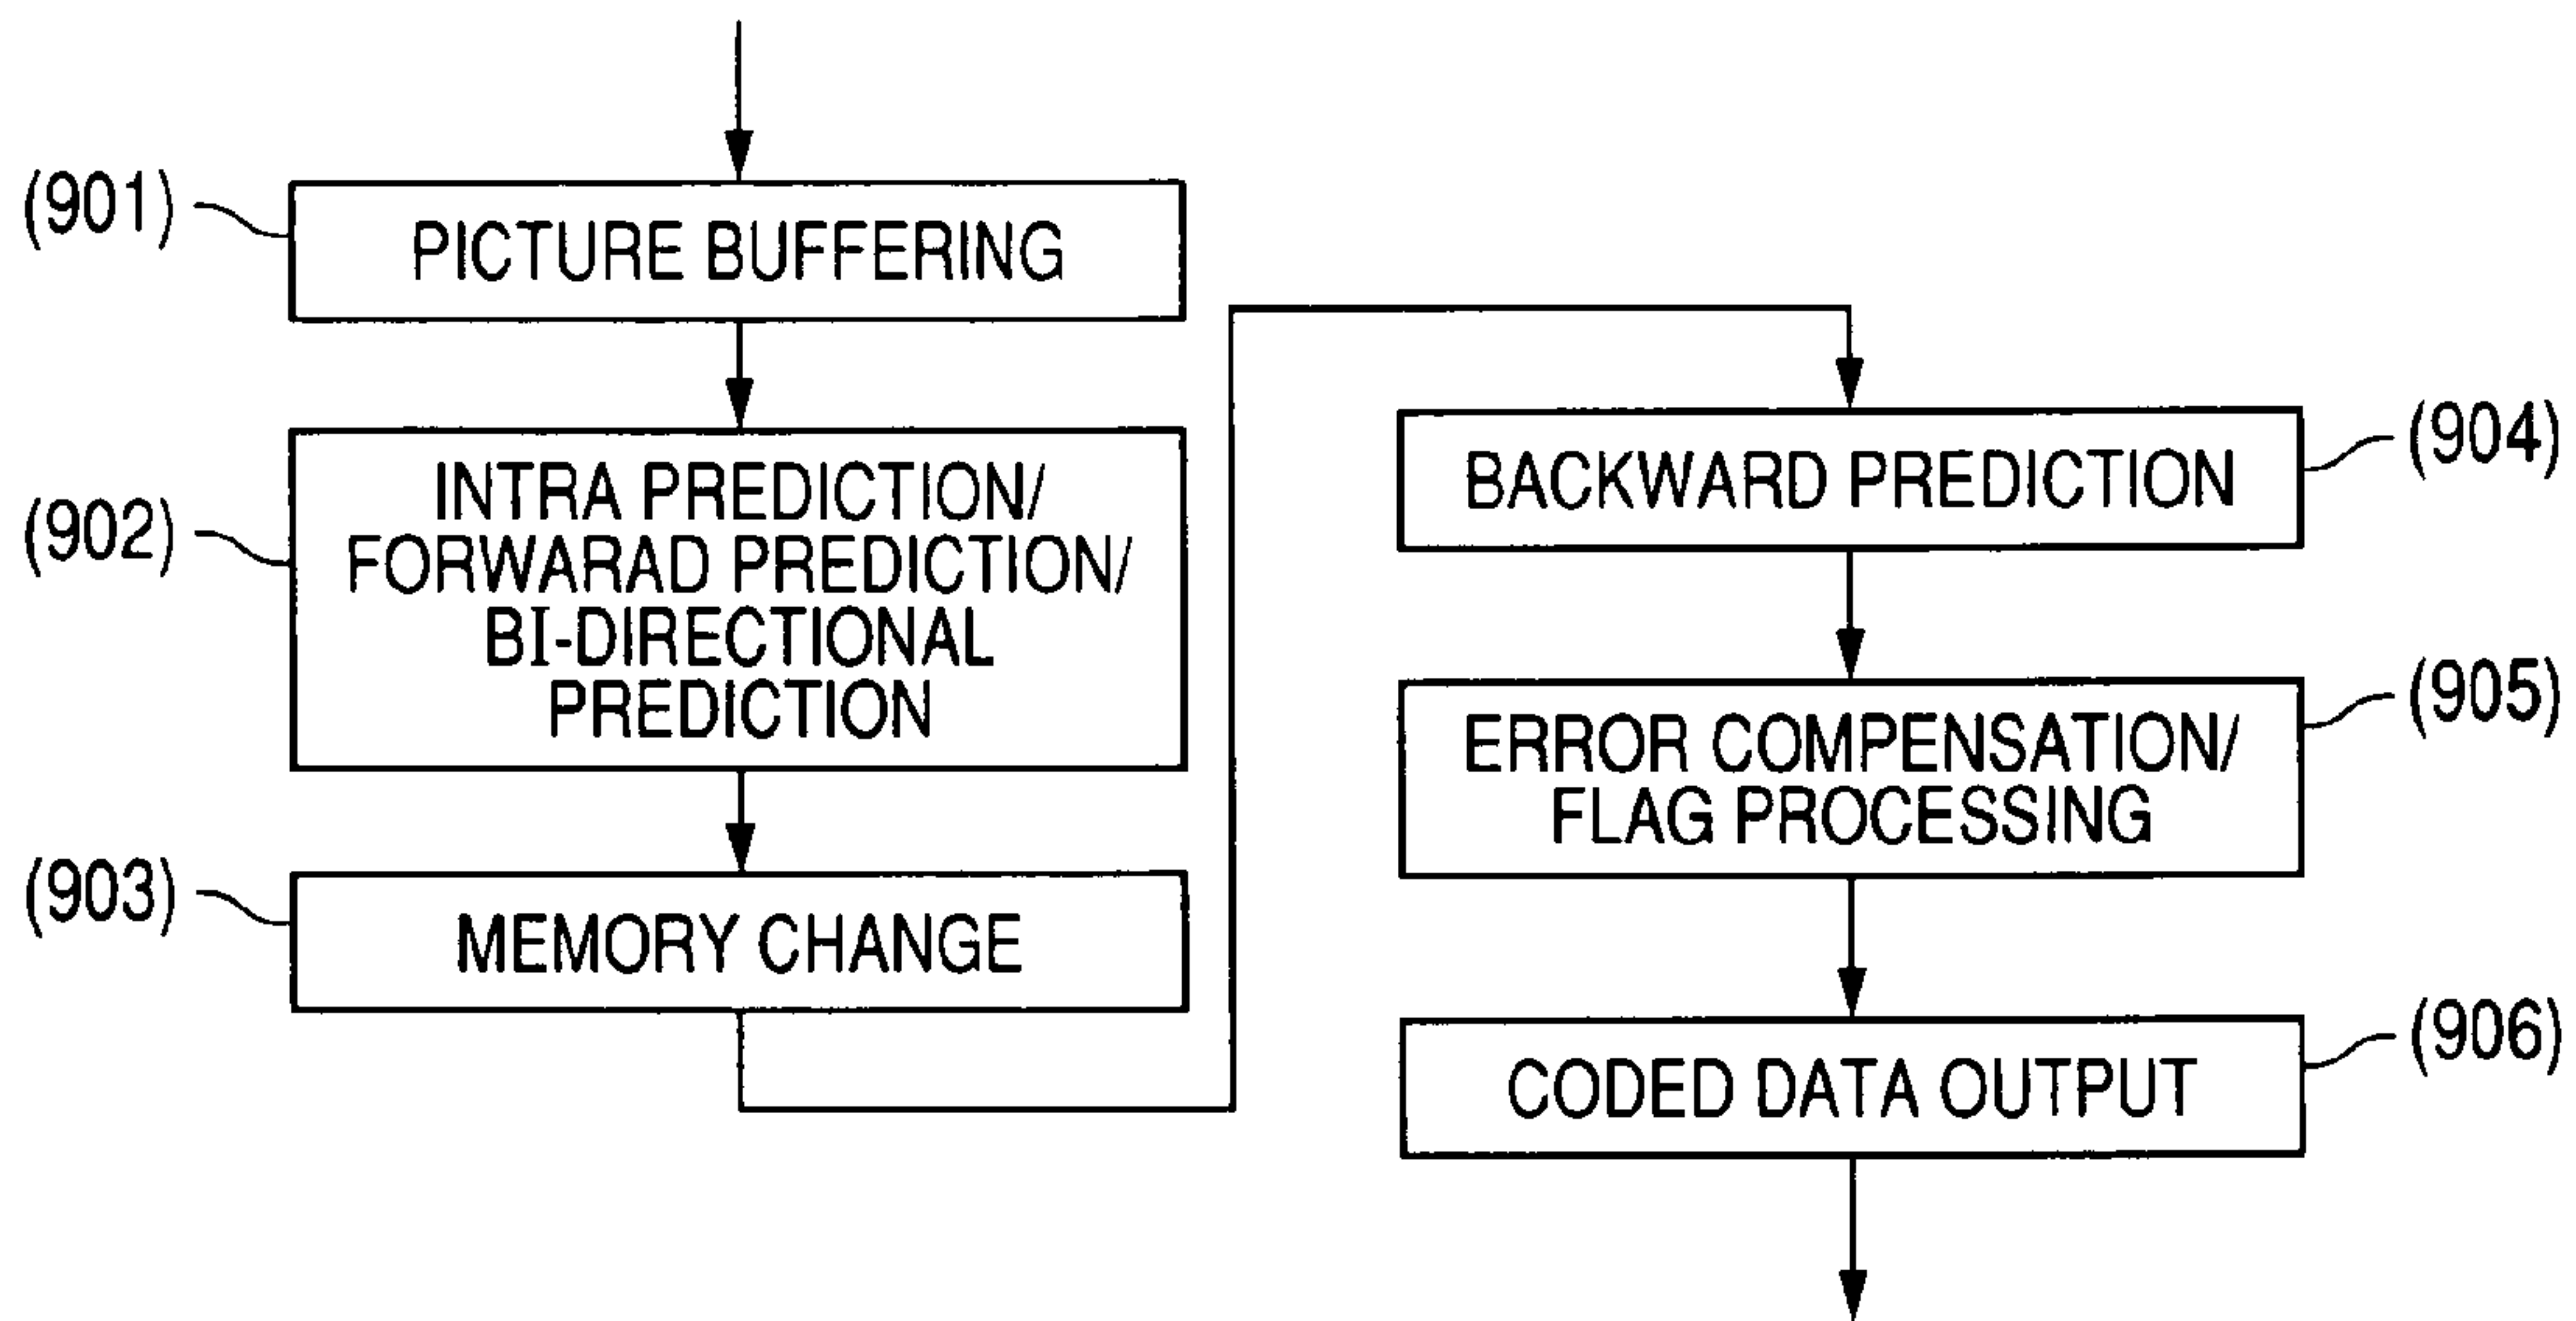 (901)
PICTURE BUFFERING
(902)
INTRA PREDICTION/
FORWARAD PREDICTION/
BI-DIRECTIONAL
PREDICTION
(903)
MEMORY CHANGE
(904)
BACKWARD PREDICTION
(905)
ERROR COMPENSATION/
FLAG PROCESSING
(906)
CODED DATA OUTPUT